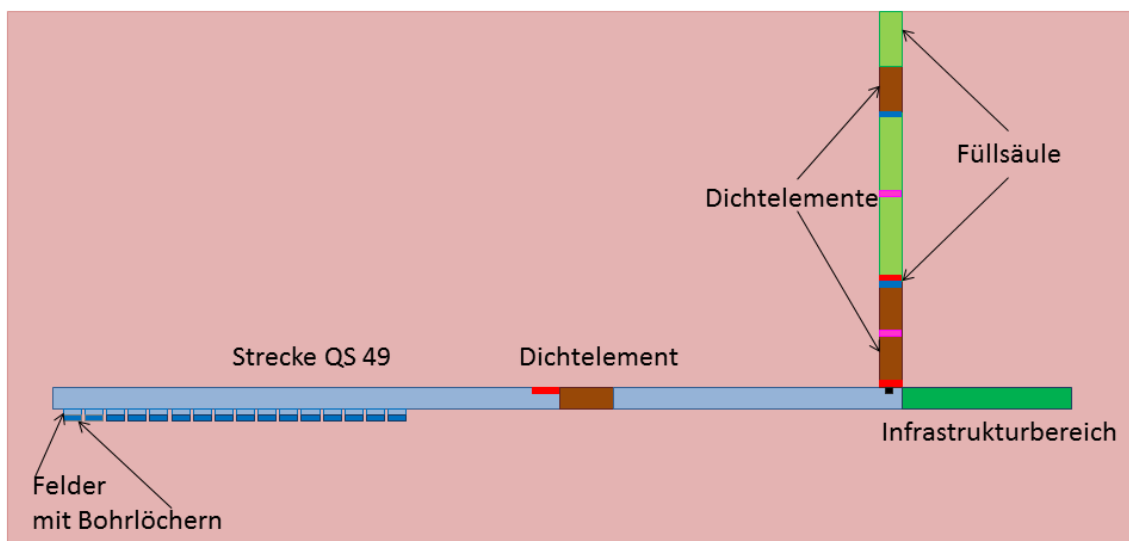 Füllsäule
Dichtelemente
Strecke QS 49
Dichtelement
Infrastrukturbereich
Felder
mit Bohrlöchern